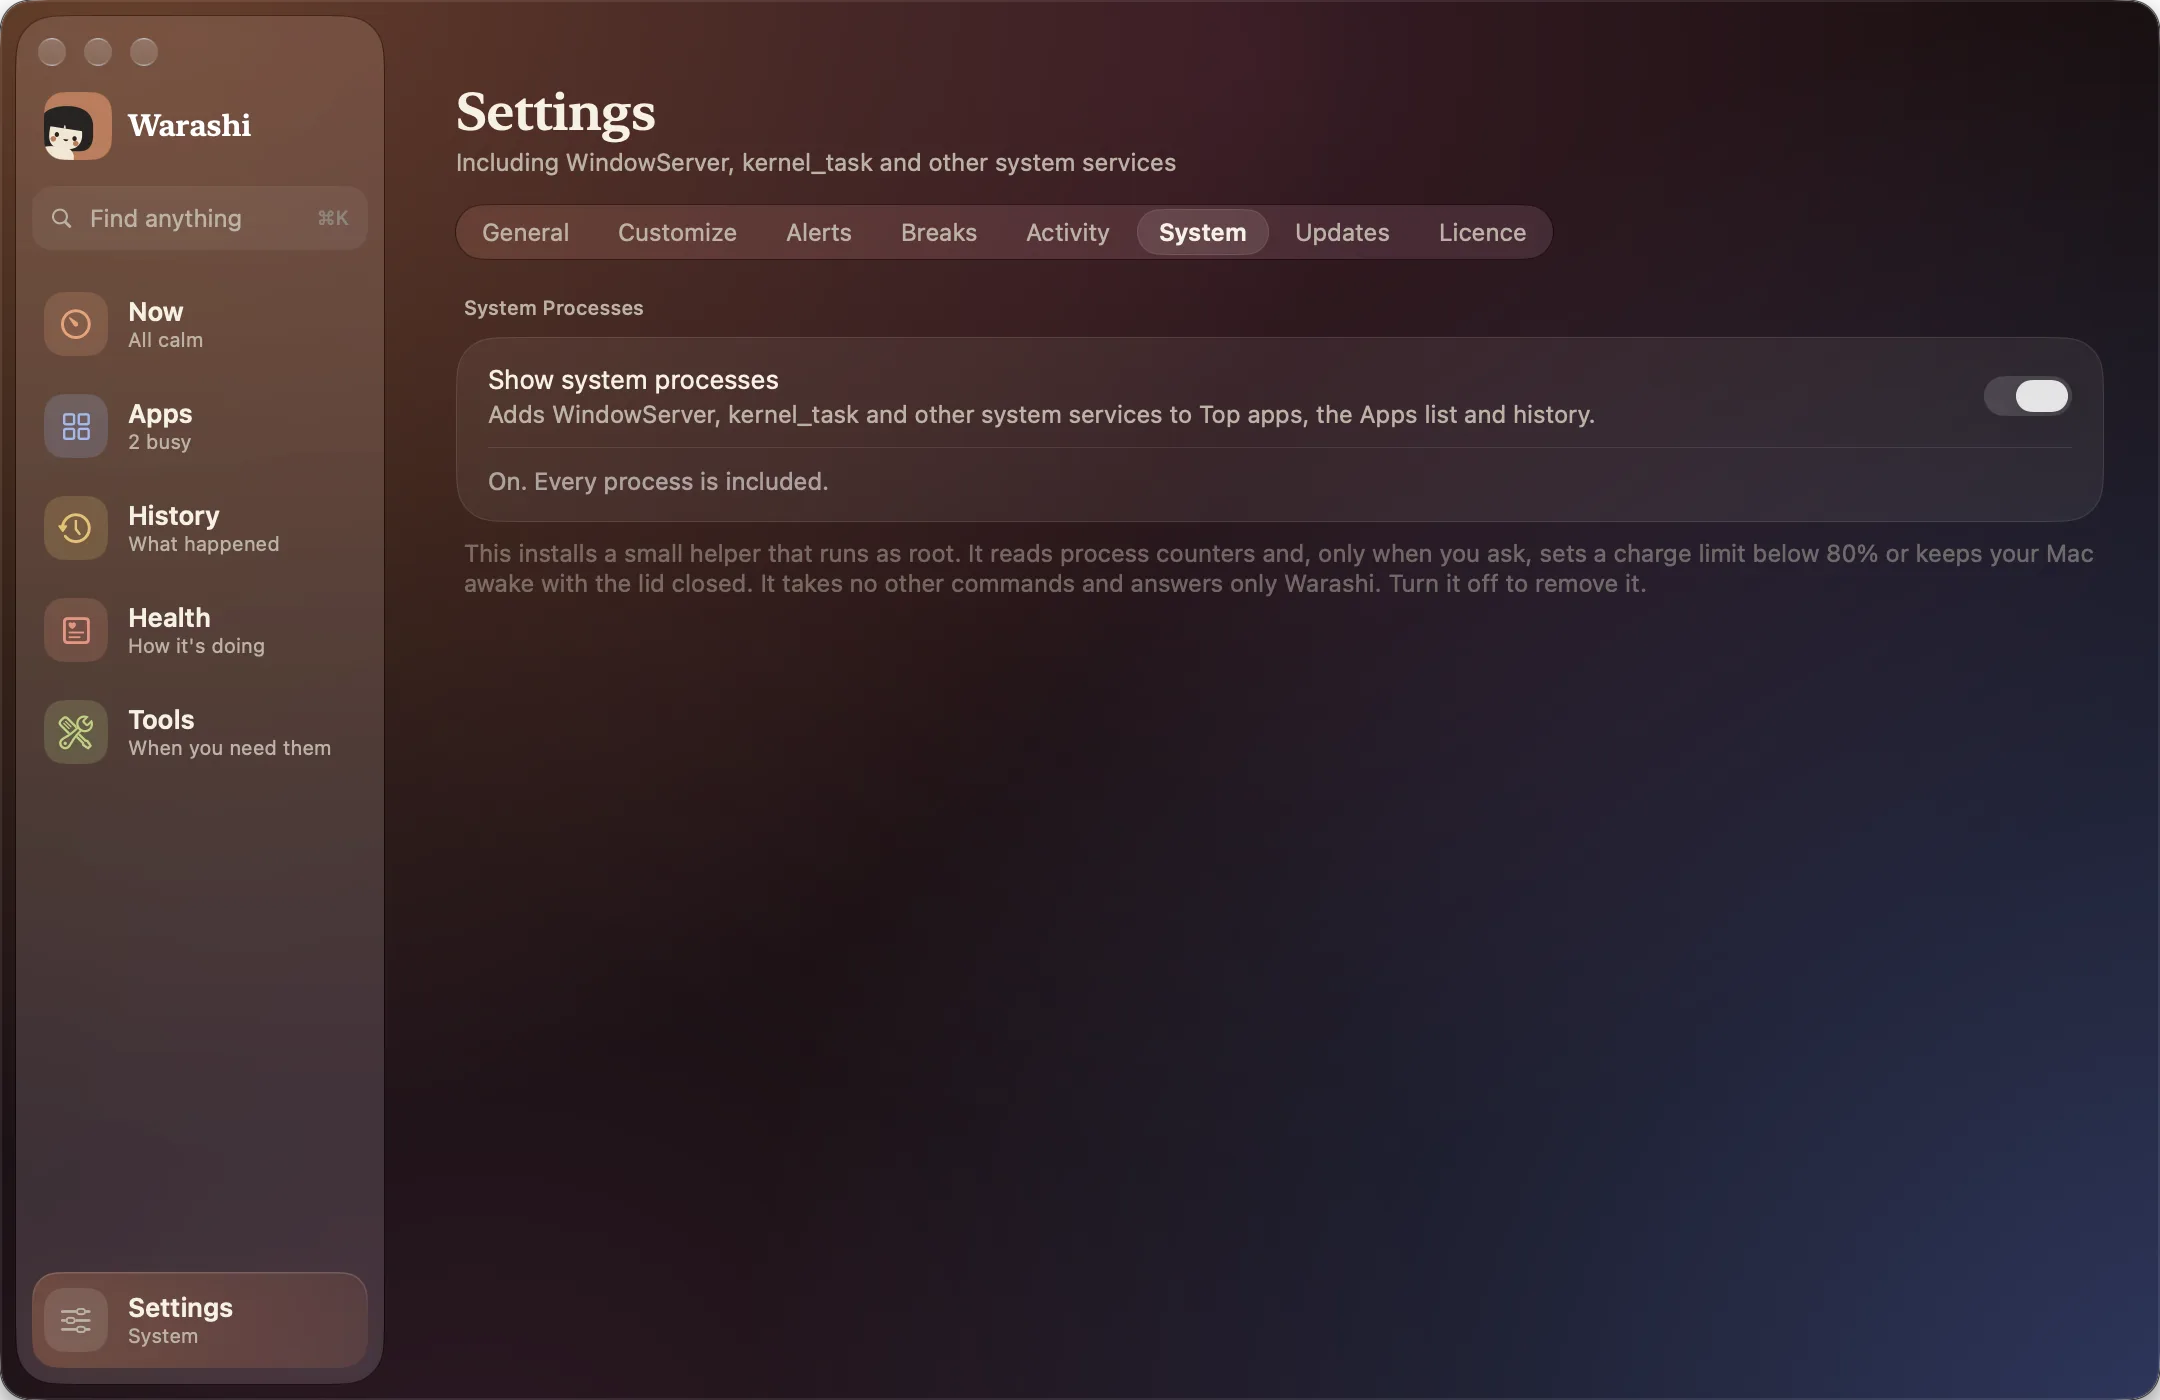 Warashi
Find anything ⌘K
Now
All calm
Apps
2 busy
History
What happened
Health
How it's doing
Tools
When you need them
Settings
System
Settings
Including WindowServer, kernel_task and other system services
General Customize Alerts Breaks Activity System Updates Licence
System Processes
Show system processes
Adds WindowServer, kernel_task and other system services to Top apps, the Apps list and history.
On. Every process is included.
This installs a small helper that runs as root. It reads process counters and, only when you ask, sets a charge limit below 80% or keeps your Mac
awake with the lid closed. It takes no other commands and answers only Warashi. Turn it off to remove it.